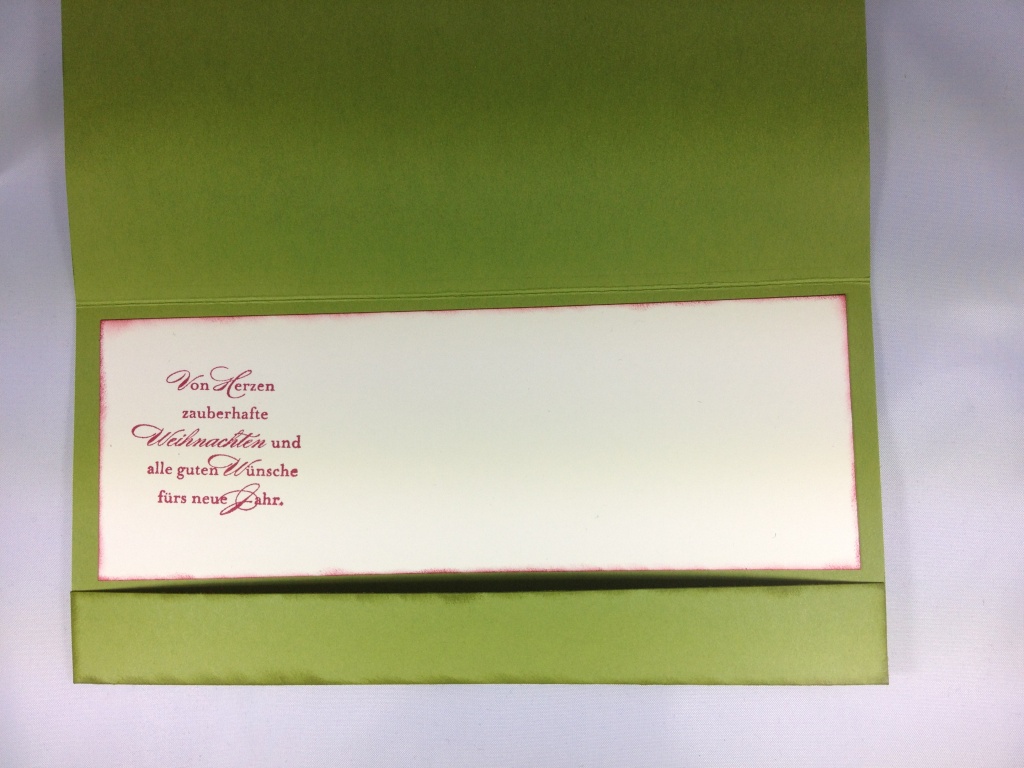 Von Herzen
zauberhafte
Weihnachten und
alle guten Wünsche
fürs neue Jahr.